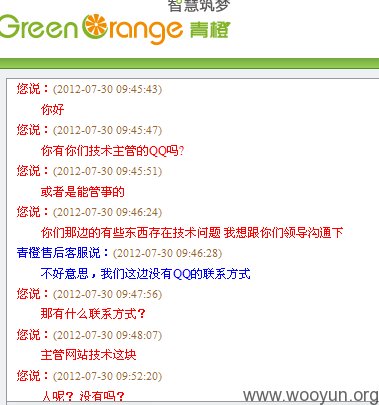 智慧筑梦
Green Orange 青橙
您说：(2012-07-30 09:45:43)
你好
您说：(2012-07-30 09:45:47)
你有你们技术主管的QQ吗?
您说：(2012-07-30 09:45:51)
或者是能管事的
您说：(2012-07-30 09:46:24)
你们那边的有些东西存在技术问题 我想跟你们领导沟通下
青橙售后客服说：(2012-07-30 09:46:28)
不好意思，我们这边没有QQ的联系方式
您说：(2012-07-30 09:47:56)
那有什么联系方式？
您说：(2012-07-30 09:48:07)
主管网站技术这块
您说：(2012-07-30 09:52:20)
人呢？ 没有吗？
www.wooyun.org